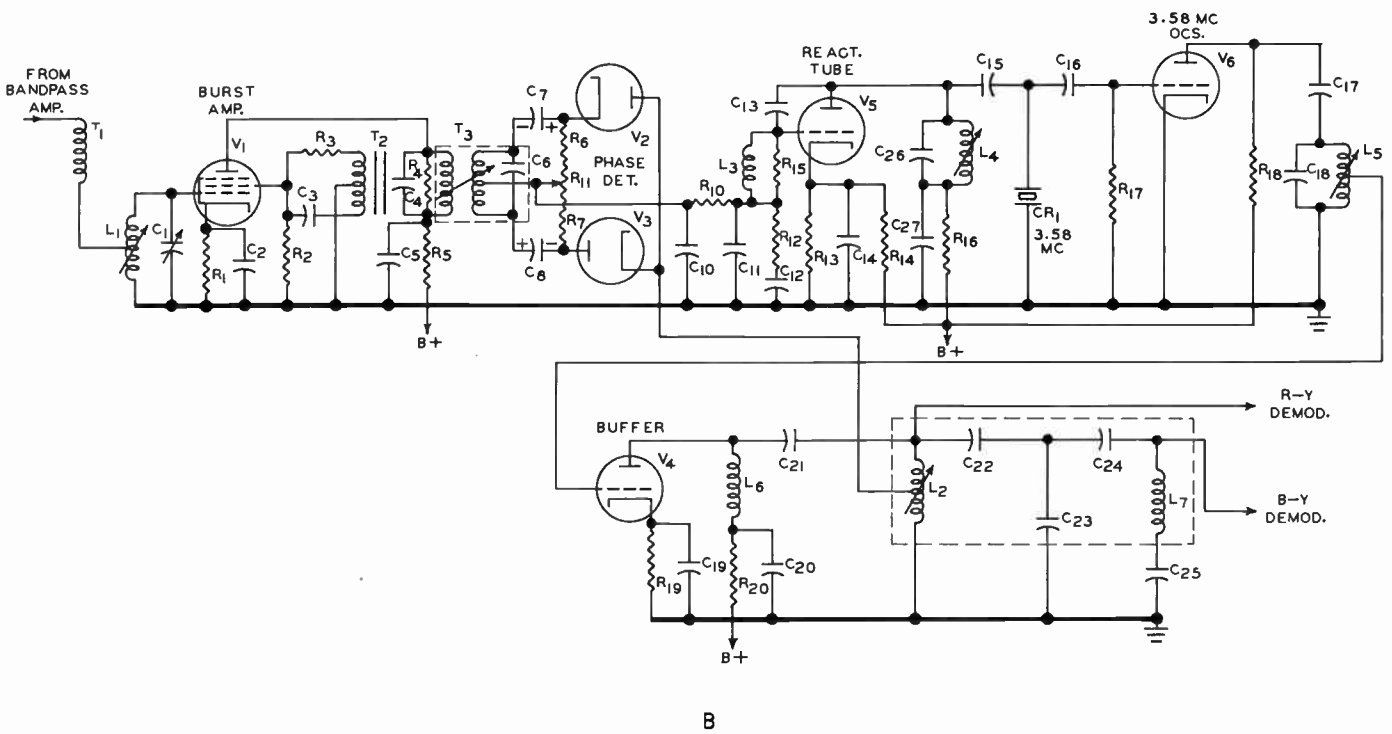 3.58 MC
OCS.
FROM
BANDPASS
AMP.
T1
BURST
AMP.
V1
REACT.
TUBE
V5
V6
C15
C16
C17
C7
V2
C13
R3
T2
T3
R6
C6
PHASE
DET.
R11
R4
C4
L3
R15
C26
L4
L5
R18
C18
R17
R10
C3
V3
R7
L1
C1
R1
C2
R2
C5
R5
C8
C10
C11
R12
C12
R13
C14
R14
C27
R16
CR1
3.58
MC
B+
B+
+
−
+
−
R-Y
DEMOD.
BUFFER
V4
C21
L6
L2
C22
C24
C23
L7
B-Y
DEMOD.
R19
C19
R20
C20
C25
B+
B